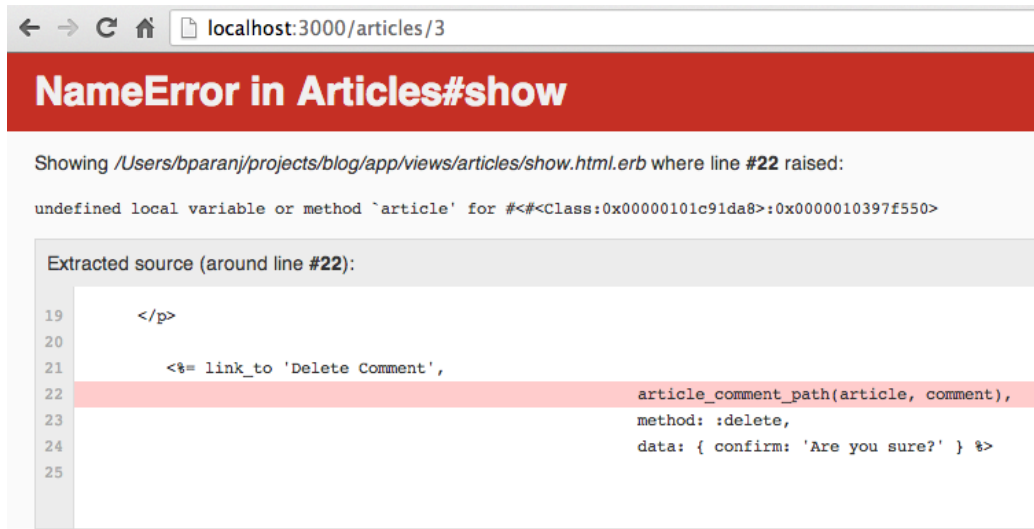 localhost:3000/articles/3
NameError in Articles#show
Showing /Users/bparanj/projects/blog/app/views/articles/show.html.erb where line #22 raised:
undefined local variable or method `article' for #<#<Class:0x00000101c91da8>:0x0000010397f550>
Extracted source (around line #22):
19 </p>
20
21 <%= link_to 'Delete Comment',
22 article_comment_path(article, comment),
23 method: :delete,
24 data: { confirm: 'Are you sure?' } %>
25